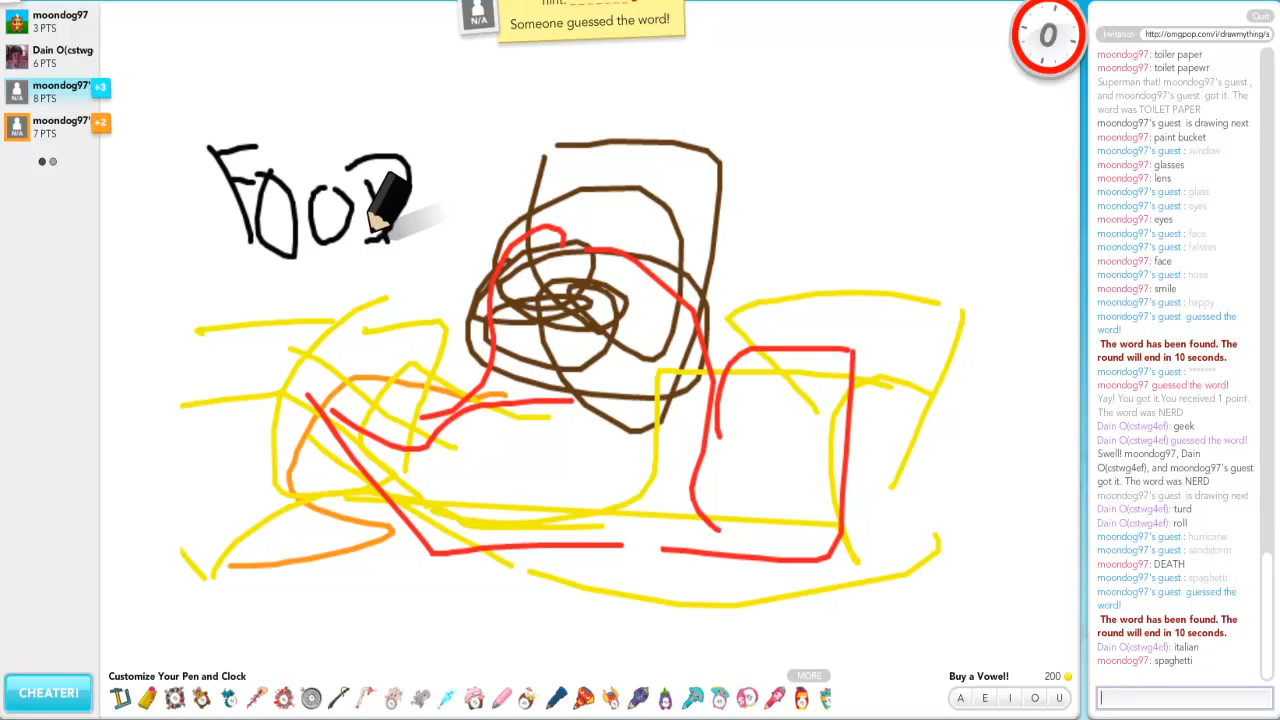 moondog97
3 PTS
Dain O(cstwg
6 PTS
moondog97'
8 PTS
+3
moondog97'
7 PTS
+2
N/A
N/A
N/A
Someone guessed the word!
0
FOOD
Quit
Invitation http://omgpop.com/i/drawmything/s
moondog97: toiler paper
moondog97: toilet papewr
Superman that! moondog97's guest ,
and moondog97's guest got it. The
word was TOILET PAPER
moondog97's guest is drawing next
moondog97: paint bucket
moondog97's guest : window
moondog97: glasses
moondog97: lens
moondog97's guest : glass
moondog97's guest : eyes
moondog97: eyes
moondog97's guest : face
moondog97's guest : falsses
moondog97: face
moondog97's guest : nose
moondog97: smile
moondog97's guest : happy
moondog97's guest guessed the
word!
The word has been found. The
round will end in 10 seconds.
moondog97's guest : *******
moondog97 guessed the word!
Yay! You got it.You received 1 point.
The word was NERD
Dain O(cstwg4ef): geek
Dain O(cstwg4ef) guessed the word!
Swell! moondog97, Dain
O(cstwg4ef), and moondog97's guest
got it. The word was NERD
moondog97's guest is drawing next
Dain O(cstwg4ef): turd
Dain O(cstwg4ef): roll
moondog97's guest : hurricane
moondog97's guest : sandstorm
moondog97: DEATH
moondog97's guest : spaghetti
moondog97's guest guessed the
word!
The word has been found. The
round will end in 10 seconds.
Dain O(cstwg4ef): italian
moondog97: spaghetti
CHEATER!
Customize Your Pen and Clock
MORE
Buy a Vowel! 200
A E I O U